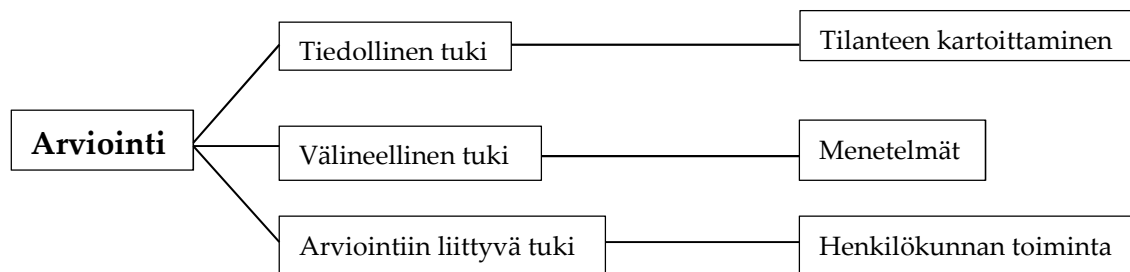 Tiedollinen tuki
Tilanteen kartoittaminen
Arviointi
Välineellinen tuki
Menetelmät
Arviointiin liittyvä tuki
Henkilökunnan toiminta